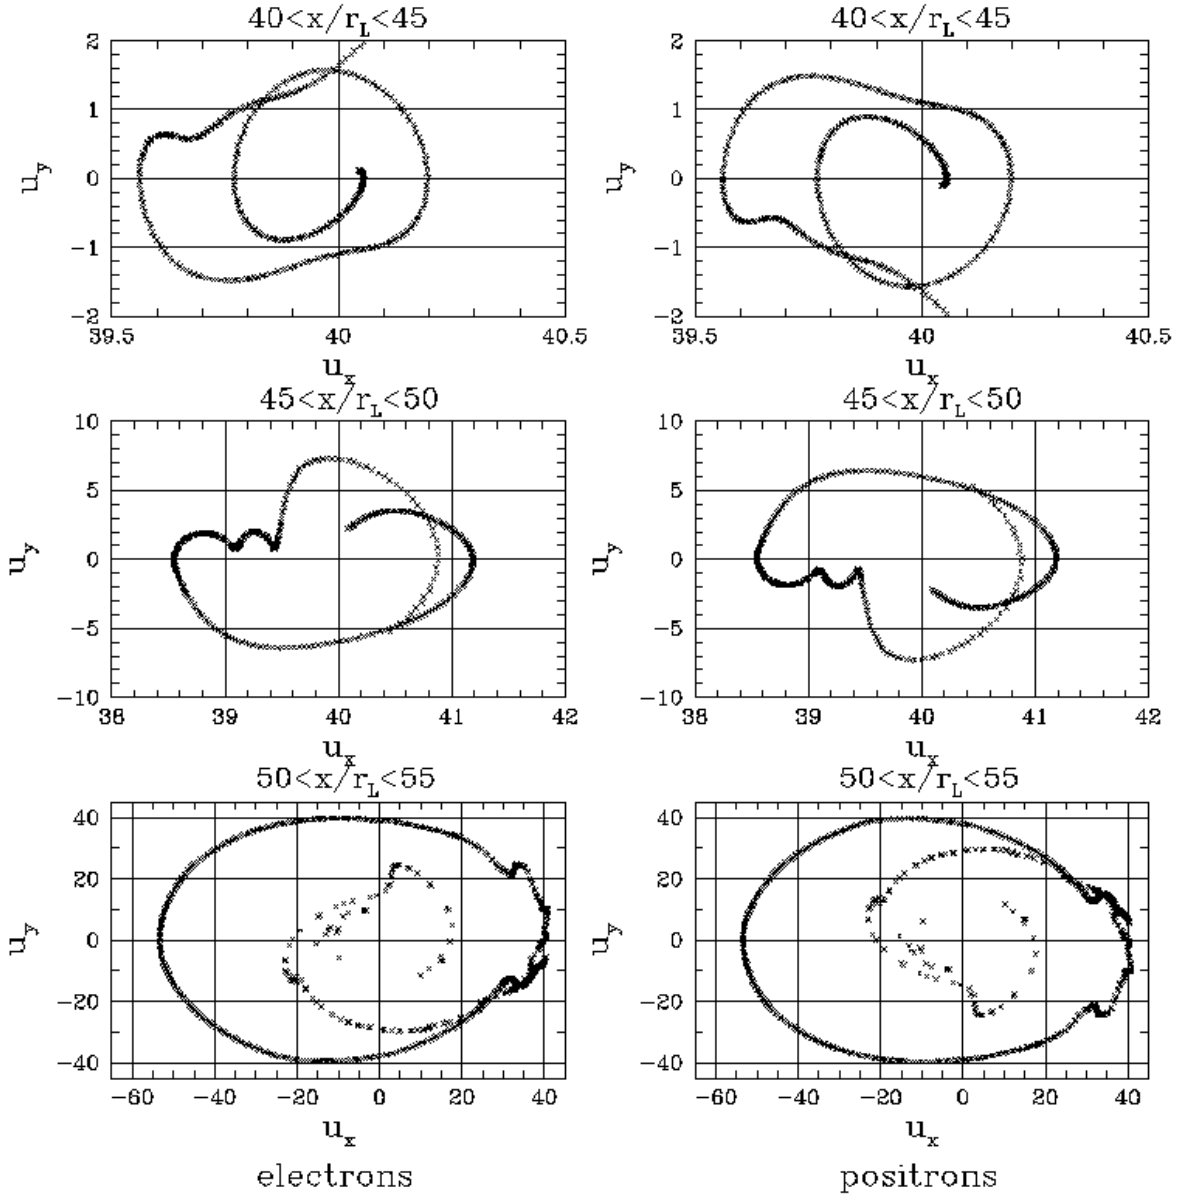 40<x/r_L<45 40<x/r_L<45
2 2
1 1
u_y 0 u_y 0
-1 -1
-2 -2
39.5 40 40.5 39.5 40 40.5
u_x u_x
45<x/r_L<50 45<x/r_L<50
10 10
5 5
u_y 0 u_y 0
-5 -5
-10 -10
38 39 40 41 42 38 39 40 41 42
u_x u_x
50<x/r_L<55 50<x/r_L<55
40 40
20 20
u_y 0 u_y 0
-20 -20
-40 -40
-60 -40 -20 0 20 40 -60 -40 -20 0 20 40
u_x u_x
electrons positrons